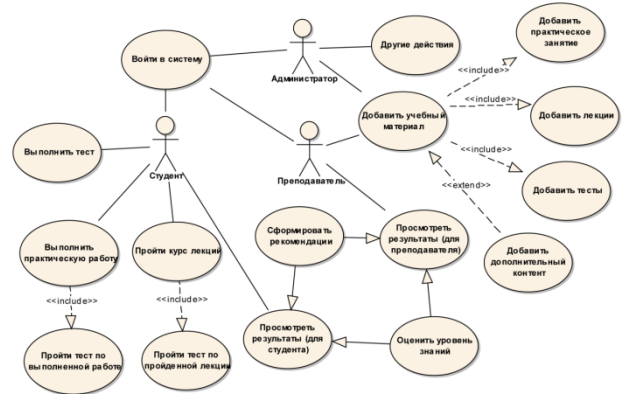 Добавить
практическое
занятие
Войти в
систему
Администратор
Другие действия
<<include>>
<<include>>
Добавить лекции
Добавить учебный
материал
<<include>>
Выполнить тест
Студент
Преподаватель
<<extend>>
Добавить тесты
Сформировать
рекомендации
Просмотреть
результаты (для
преподавателя)
Выполнить
практическую работу
Пройти курс лекций
Добавить
дополнительный
контент
<<include>>
<<include>>
Просмотреть
результаты (для
студента)
Оценить уровень
знаний
Пройти тест по
выполненной работе
Пройти тест по
пройденной лекции